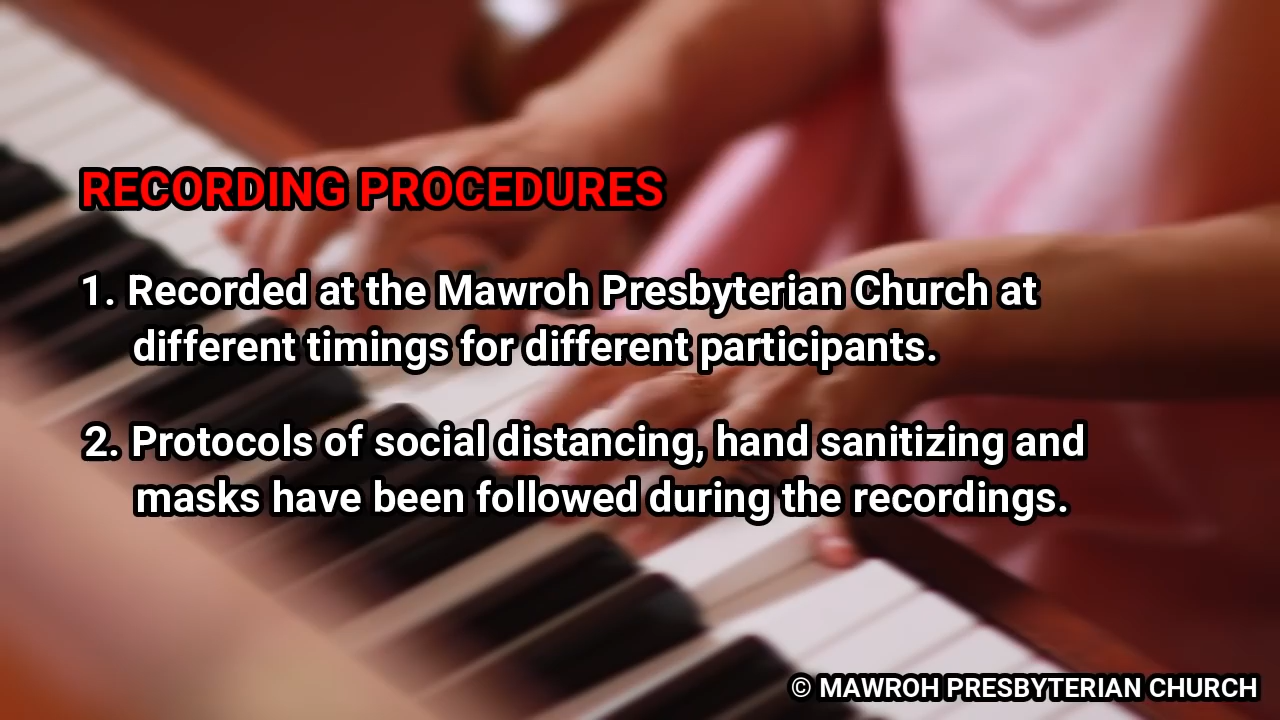 RECORDING PROCEDURES
1. Recorded at the Mawroh Presbyterian Church at
different timings for different participants.
2. Protocols of social distancing, hand sanitizing and
masks have been followed during the recordings.
© MAWROH PRESBYTERIAN CHURCH